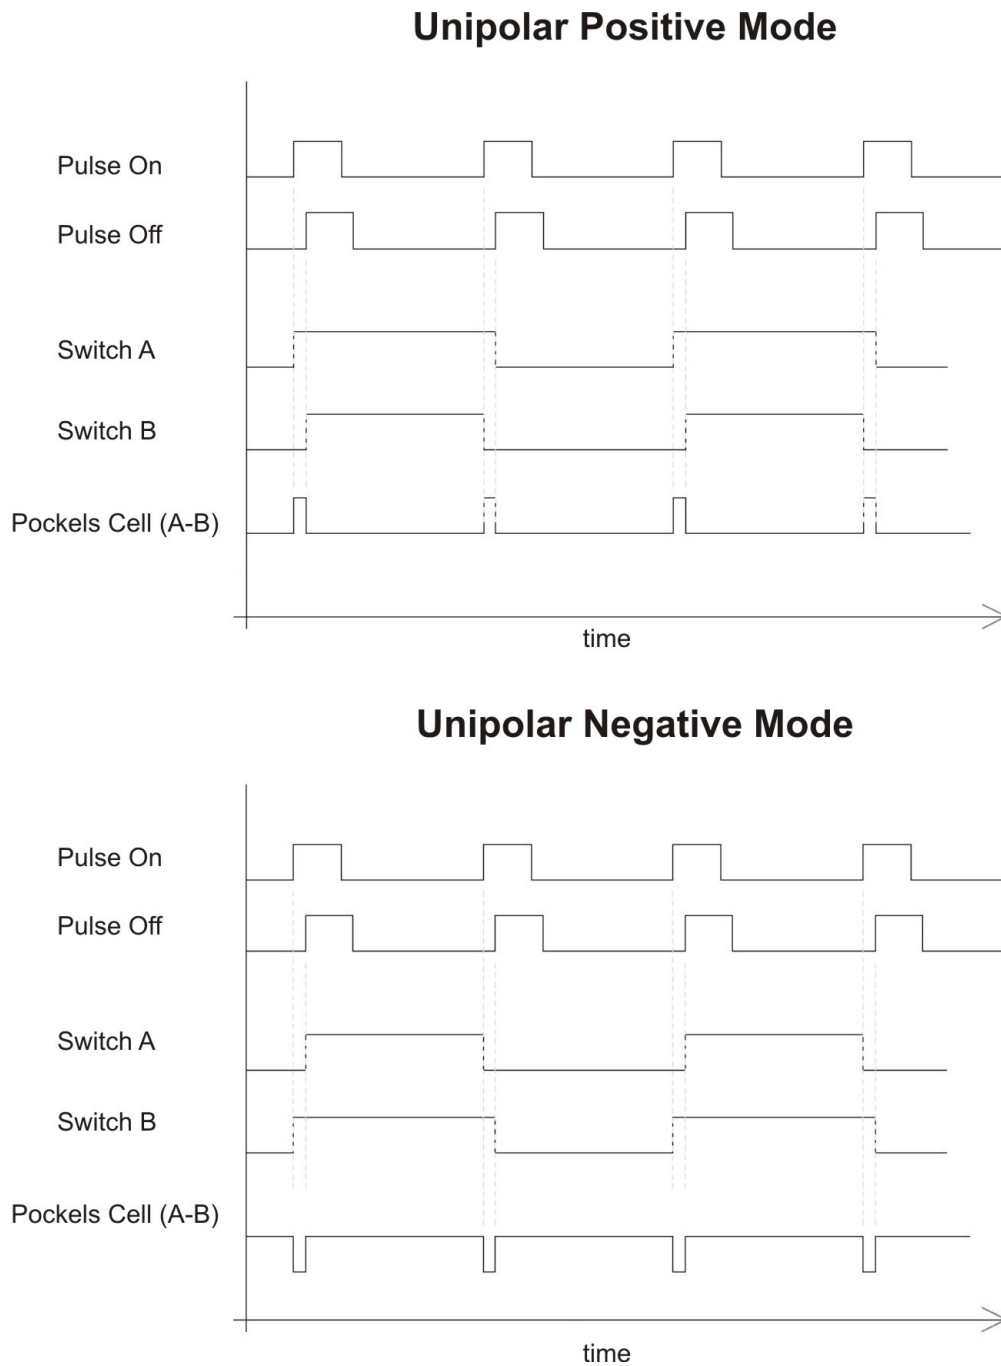 Unipolar Positive Mode
Pulse On
Pulse Off
Switch A
Switch B
Pockels Cell (A-B)
time
Unipolar Negative Mode
Pulse On
Pulse Off
Switch A
Switch B
Pockels Cell (A-B)
time